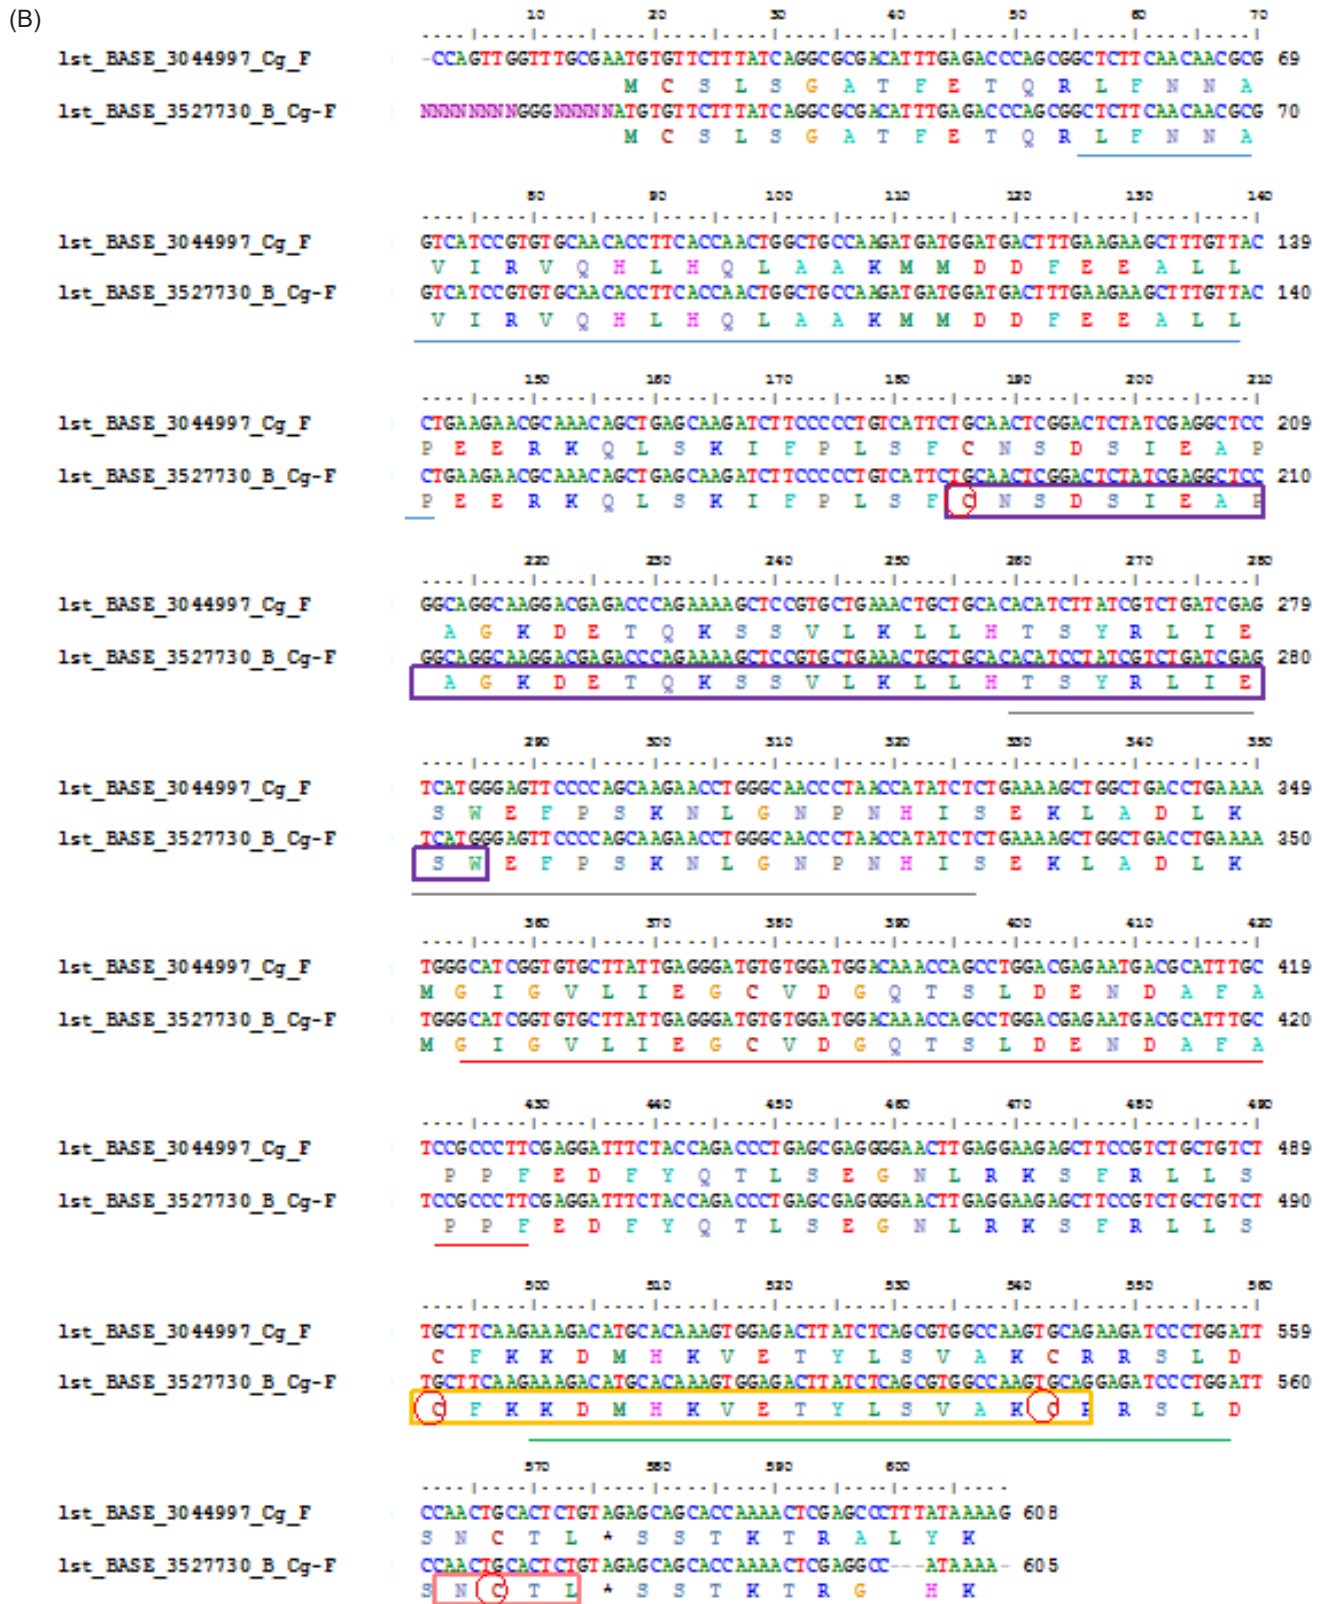 (B)
10 20 30 40 50 60 70
1st_BASE_3044997_Cg_F -CCAGTTGGTTTGCGAATGTGTTCTTTATCAGGCGCGACATTTGAGACCCAGCGGCTCTTCAACAACGCG 69
M C S L S G A T F E T Q R L F N N A
1st_BASE_3527730_B_Cg-F NNNNNNNNGGGNNNNNATGTGTTCTTTATCAGGCGCGACATTTGAGACCCAGCGGCTCTTCAACAACGCG 70
M C S L S G A T F E T Q R L F N N A
80 90 100 110 120 130 140
1st_BASE_3044997_Cg_F GTCATCCGTGTGCAACACCTTCACCAACTGGCTGCCAAGATGATGGATGACTTTGAAGAAGCTTTGTTAC 139
V I R V Q H L H Q L A A K M M D D F E E A L L
1st_BASE_3527730_B_Cg-F GTCATCCGTGTGCAACACCTTCACCAACTGGCTGCCAAGATGATGGATGACTTTGAAGAAGCTTTGTTAC 140
V I R V Q H L H Q L A A K M M D D F E E A L L
150 160 170 180 190 200 210
1st_BASE_3044997_Cg_F CTGAAGAACGCAAACAGCTGAGCAAGATCTTCCCCCTGTCATTCTGCAACTCGGACTCTATCGAGGCTCC 209
P E E R K Q L S K I F P L S F C N S D S I E A P
1st_BASE_3527730_B_Cg-F CTGAAGAACGCAAACAGCTGAGCAAGATCTTCCCCCTGTCATTCTGCAACTCGGACTCTATCGAGGCTCC 210
P E E R K Q L S K I F P L S F C N S D S I E A P
220 230 240 250 260 270 280
1st_BASE_3044997_Cg_F GGCAGGCAAGGACGAGACCCAGAAAAGCTCCGTGCTGAAACTGCTGCACACATCTTATCGTCTGATCGAG 279
A G K D E T Q K S S V L K L L H T S Y R L I E
1st_BASE_3527730_B_Cg-F GGCAGGCAAGGACGAGACCCAGAAAAGCTCCGTGCTGAAACTGCTGCACACATCCTATCGTCTGATCGAG 280
A G K D E T Q K S S V L K L L H T S Y R L I E
290 300 310 320 330 340 350
1st_BASE_3044997_Cg_F TCATGGGAGTTCCCCAGCAAGAACCTGGGCAACCCTAACCATATCTCTGAAAAGCTGGCTGACCTGAAAA 349
S W E F P S K N L G N P N H I S E K L A D L K
1st_BASE_3527730_B_Cg-F TCATGGGAGTTCCCCAGCAAGAACCTGGGCAACCCTAACCATATCTCTGAAAAGCTGGCTGACCTGAAAA 350
S W E F P S K N L G N P N H I S E K L A D L K
360 370 380 390 400 410 420
1st_BASE_3044997_Cg_F TGGGCATCGGTGTGCTTATTGAGGGATGTGTGGATGGACAAACCAGCCTGGACGAGAATGACGCATTTGC 419
M G I G V L I E G C V D G Q T S L D E N D A F A
1st_BASE_3527730_B_Cg-F TGGGCATCGGTGTGCTTATTGAGGGATGTGTGGATGGACAAACCAGCCTGGACGAGAATGACGCATTTGC 420
M G I G V L I E G C V D G Q T S L D E N D A F A
430 440 450 460 470 480 490
1st_BASE_3044997_Cg_F TCCGCCCTTCGAGGATTTCTACCAGACCCTGAGCGAGGGGAACTTGAGGAAGAGCTTCCGTCTGCTGTCT 489
P P F E D F Y Q T L S E G N L R K S F R L L S
1st_BASE_3527730_B_Cg-F TCCGCCCTTCGAGGATTTCTACCAGACCCTGAGCGAGGGGAACTTGAGGAAGAGCTTCCGTCTGCTGTCT 490
P P F E D F Y Q T L S E G N L R K S F R L L S
500 510 520 530 540 550 560
1st_BASE_3044997_Cg_F TGCTTCAAGAAAGACATGCACAAAGTGGAGACTTATCTCAGCGTGGCCAAGTGCAGAAGATCCCTGGATT 559
C F K K D M H K V E T Y L S V A K C R R S L D
1st_BASE_3527730_B_Cg-F TGCTTCAAGAAAGACATGCACAAAGTGGAGACTTATCTCAGCGTGGCCAAGTGCAGGAGATCCCTGGATT 560
C F K K D M H K V E T Y L S V A K C R R S L D
570 580 590 600
1st_BASE_3044997_Cg_F CCAACTGCACTCTGTAGAGCAGCACCAAAACTCGAGCCCTTTATAAAAG 608
S N C T L * S S T K T R A L Y K
1st_BASE_3527730_B_Cg-F CCAACTGCACTCTGTAGAGCAGCACCAAAACTCGAGGCC---ATAAAA- 605
S N C T L * S S T K T R G H K